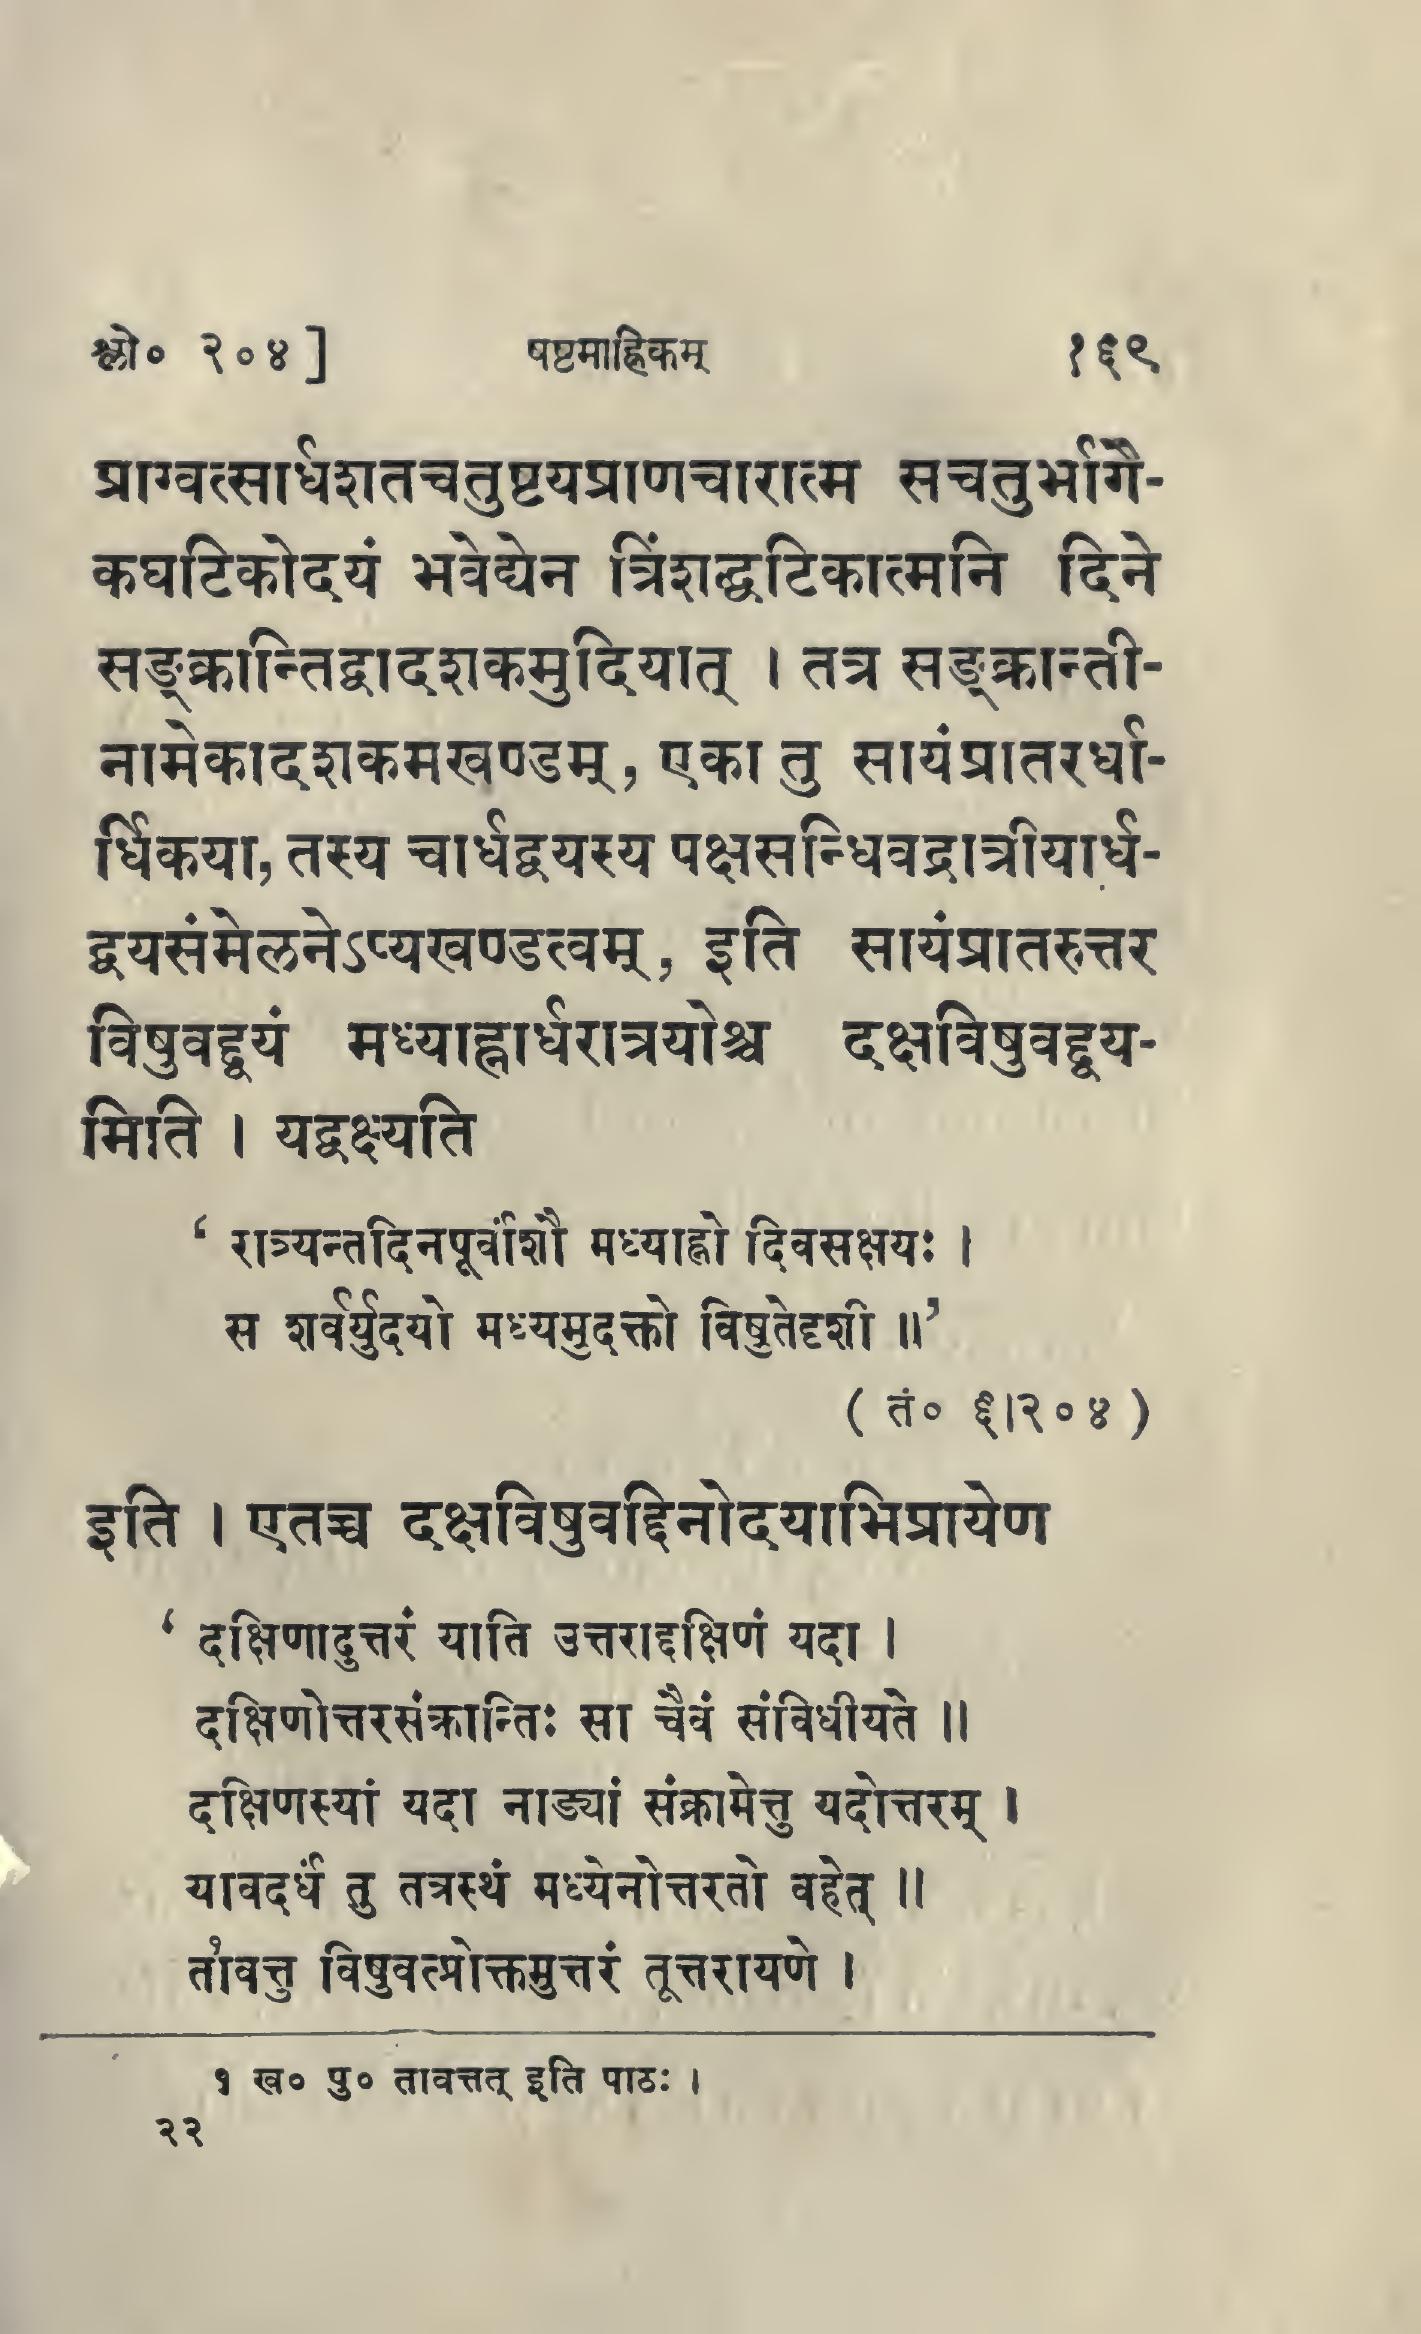 श्लो० २०४ ] षष्टमाह्निकम् १६९
प्राग्वत्सार्धशतचतुष्टयप्राणचारात्म सचतुर्भागै-
कघटिकोदयं भवेद्येन त्रिंशद्घटिकात्मनि दिने
सङ्क्रान्तिद्वादशकमुदियात् । तत्र सङ्क्रान्ती-
नामेकादशकमखण्डम्, एका तु सायंप्रातरर्धा-
र्धिकया, तस्य चार्धद्वयस्य पक्षसन्धिवद्रात्रीयार्ध-
द्वयसंमेलनेऽप्यखण्डत्वम्, इति सायंप्रातरुत्तर
विषुवद्द्वयं मध्याह्नार्धरात्रयोश्च दक्षविषुवद्द्वय-
मिति । यद्वक्ष्यति
‘ रात्र्यन्तदिनपूर्वांशौ मध्याह्नो दिवसक्षयः ।
स शर्वर्युदयो मध्यमुदक्तो विषुतेदृशी ॥’
( तं० ६।२०४ )
इति । एतच्च दक्षविषुवद्दिनोदयाभिप्रायेण
‘ दक्षिणादुत्तरं याति उत्तराद्दक्षिणं यदा ।
दक्षिणोत्तरसंक्रान्तिः सा चैवं संविधीयते ॥
दक्षिणस्यां यदा नाड्यां संक्रामेत्तु यदोत्तरम् ।
यावदर्धं तु तत्रस्थं मध्येनोत्तरतो वहेत् ॥
ता१वत्तु विषुवत्प्रोक्तमुत्तरं तूत्तरायणे ।
१ ख० पु० तावत्तत् इति पाठः ।
२२